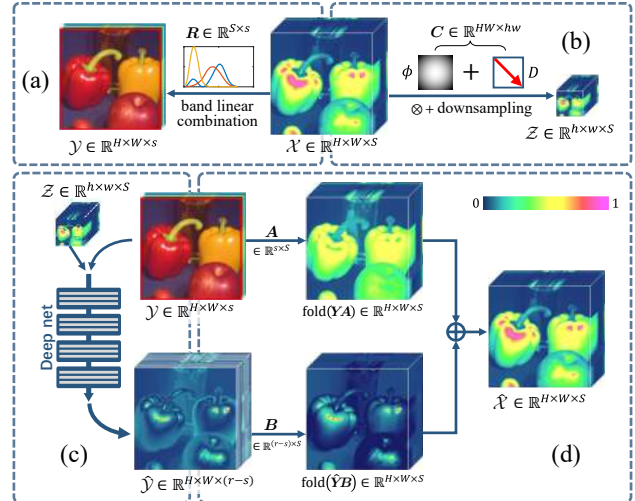 (a)
𝑹 ∈ ℝ^{S×s}
band linear
combination
𝒴 ∈ ℝ^{H×W×s}
𝒳 ∈ ℝ^{H×W×S}
𝑪 ∈ ℝ^{HW×hw}
(b)
ϕ
+
D
⊗ + downsampling
𝒵 ∈ ℝ^{h×w×S}
𝒵 ∈ ℝ^{h×w×S}
Deep net
𝒴 ∈ ℝ^{H×W×s}
𝑨
∈ ℝ^{s×S}
fold(𝒀𝑨) ∈ ℝ^{H×W×S}
0
1
(c)
𝒴̂ ∈ ℝ^{H×W×(r−s)}
𝑩
∈ ℝ^{(r−s)×S}
fold(𝒀̂𝑩) ∈ ℝ^{H×W×S}
⊕
𝒳̂ ∈ ℝ^{H×W×S}
(d)